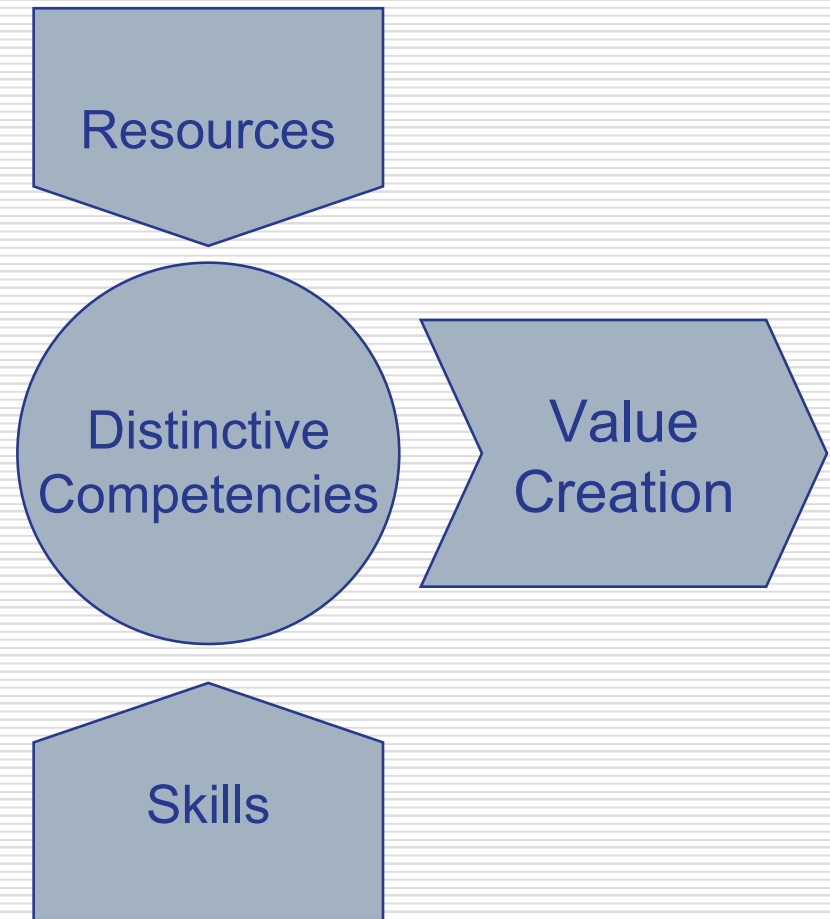 Resources
Distinctive
Competencies
Value
Creation
Skills